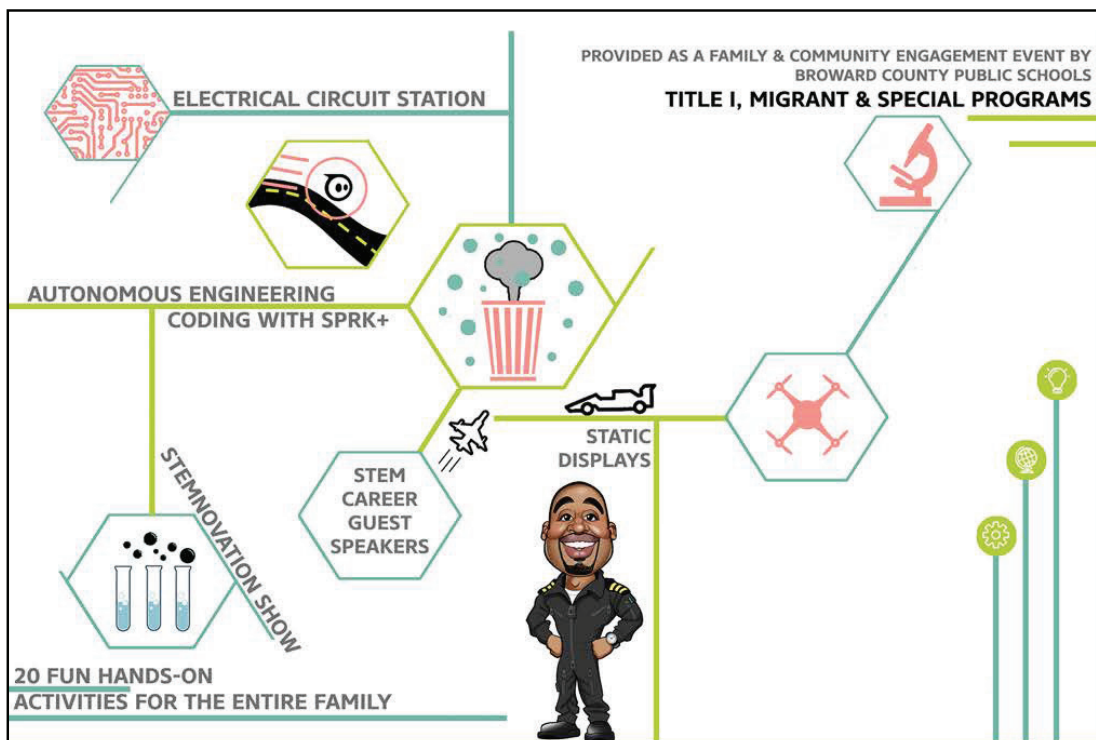 PROVIDED AS A FAMILY & COMMUNITY ENGAGEMENT EVENT BY
BROWARD COUNTY PUBLIC SCHOOLS
TITLE I, MIGRANT & SPECIAL PROGRAMS
ELECTRICAL CIRCUIT STATION
AUTONOMOUS ENGINEERING
CODING WITH SPRK+
STATIC
DISPLAYS
STEM
CAREER
GUEST
SPEAKERS
STEMNOVATION SHOW
20 FUN HANDS-ON
ACTIVITIES FOR THE ENTIRE FAMILY